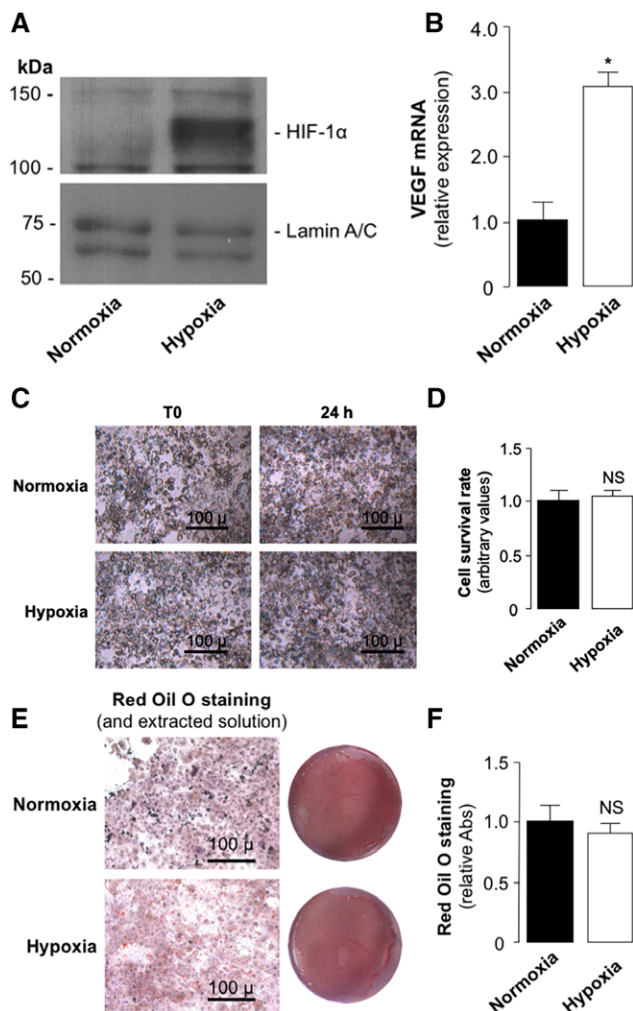 A
kDa
150 -
- HIF-1α
100 -
75 -
- Lamin A/C
50 -
Normoxia
Hypoxia
B
VEGF mRNA
(relative expression)
4.0
*
3.0
2.0
1.0
0
Normoxia
Hypoxia
C
T0
24 h
Normoxia
100 µ
100 µ
Hypoxia
100 µ
100 µ
D
Cell survival rate
(arbitrary values)
1.5
NS
1.0
0.5
0
Normoxia
Hypoxia
E
Red Oil O staining
(and extracted solution)
Normoxia
100 µ
Hypoxia
100 µ
F
Red Oil O staining
(relative Abs)
1.5
NS
1.0
0.5
0
Normoxia
Hypoxia